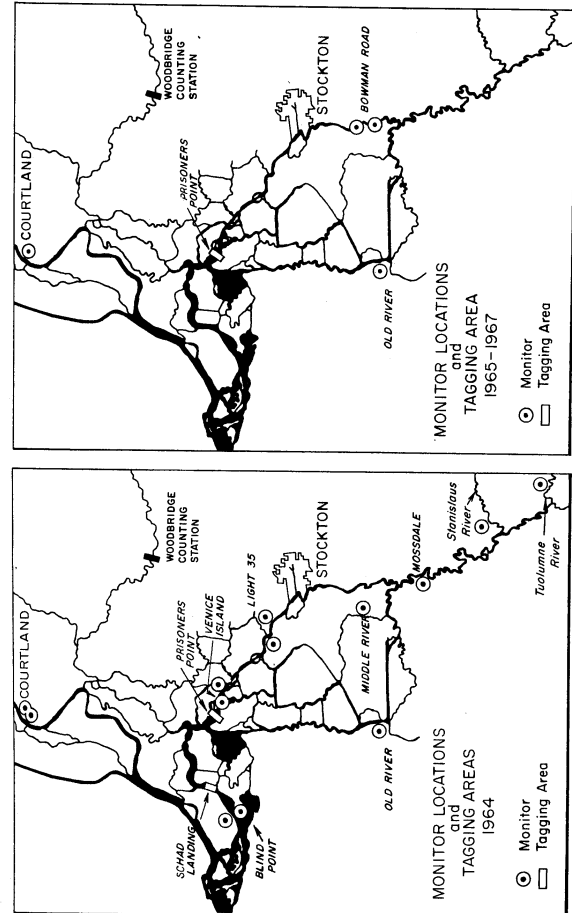 COURTLAND
WOODBRIDGE
COUNTING
STATION
PRISONERS
POINT
VENICE
ISLAND
SCHAD
LANDING
LIGHT 35
STOCKTON
BLIND
POINT
MIDDLE RIVER
OLD RIVER
MOSSDALE
Stanislaus
River
Tuolumne
River
MONITOR LOCATIONS
and
TAGGING AREAS
1964
Monitor
Tagging Area
COURTLAND
WOODBRIDGE
COUNTING
STATION
PRISONERS
POINT
STOCKTON
BOWMAN ROAD
OLD RIVER
MONITOR LOCATIONS
and
TAGGING AREA
1965-1967
Monitor
Tagging Area